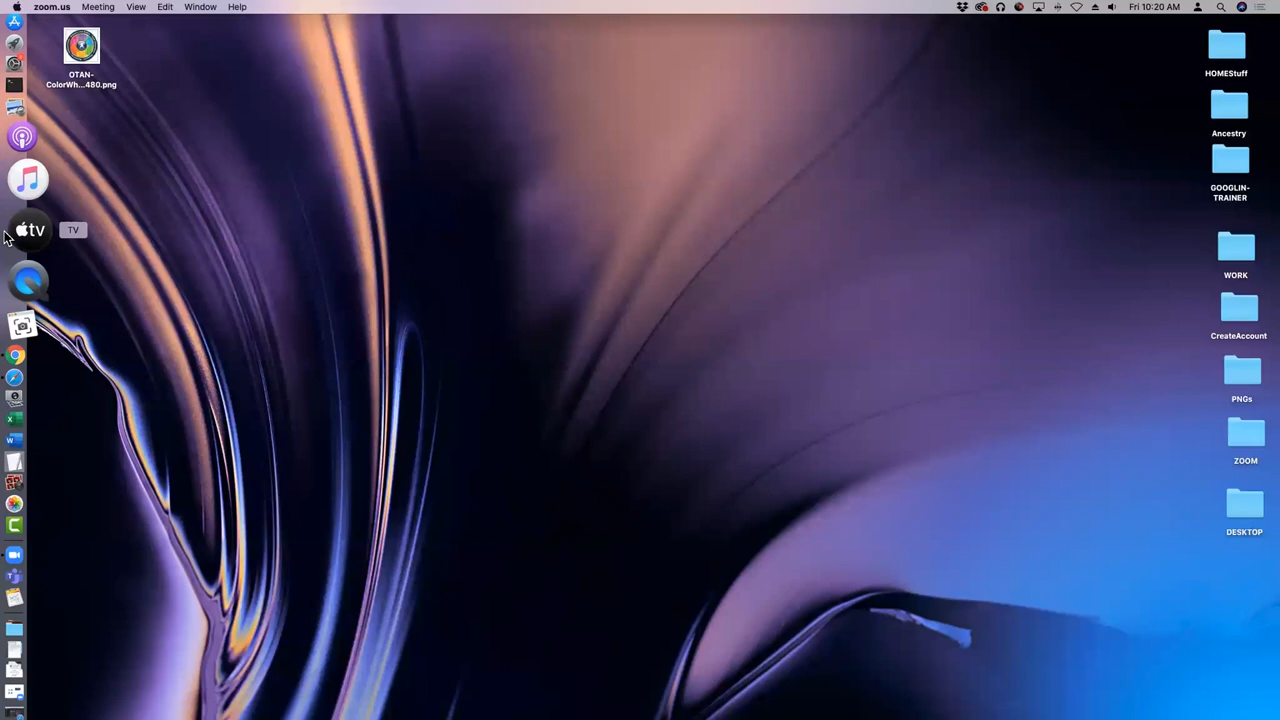 zoom.us Meeting View Edit Window Help Fri 10:20 AM
OTAN-
ColorWh...480.png
HOMEStuff
Ancestry
GOOGLIN-
TRAINER
tv TV
WORK
CreateAccount
PNGs
ZOOM
DESKTOP